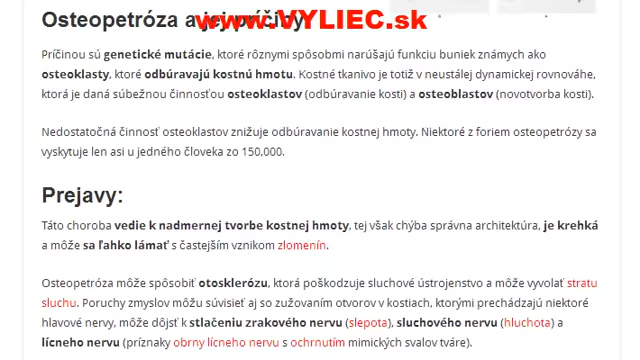 Osteopetróza a jej príčiny
www.VYLIEC.sk
Príčinou sú genetické mutácie, ktoré rôznymi spôsobmi narúšajú funkciu buniek známych ako
osteoklasty, ktoré odbúravajú kostnú hmotu. Kostné tkanivo je totiž v neustálej dynamickej rovnováhe,
ktorá je daná súbežnou činnosťou osteoklastov (odbúravanie kosti) a osteoblastov (novotvorba kosti).
Nedostatočná činnosť osteoklastov znižuje odbúravanie kostnej hmoty. Niektoré z foriem osteopetrózy sa
vyskytuje len asi u jedného človeka zo 150,000.
Prejavy:
Táto choroba vedie k nadmernej tvorbe kostnej hmoty, tej však chýba správna architektúra, je krehká
a môže sa ľahko lámať s častejším vznikom zlomenín.
Osteopetróza môže spôsobiť otosklerózu, ktorá poškodzuje sluchové ústrojenstvo a môže vyvolať stratu
sluchu. Poruchy zmyslov môžu súvisieť aj so zužovaním otvorov v kostiach, ktorými prechádzajú niektoré
hlavové nervy, môže dôjsť k stlačeniu zrakového nervu (slepota), sluchového nervu (hluchota) a
lícneho nervu (príznaky obrny lícneho nervu s ochrnutím mimických svalov tváre).